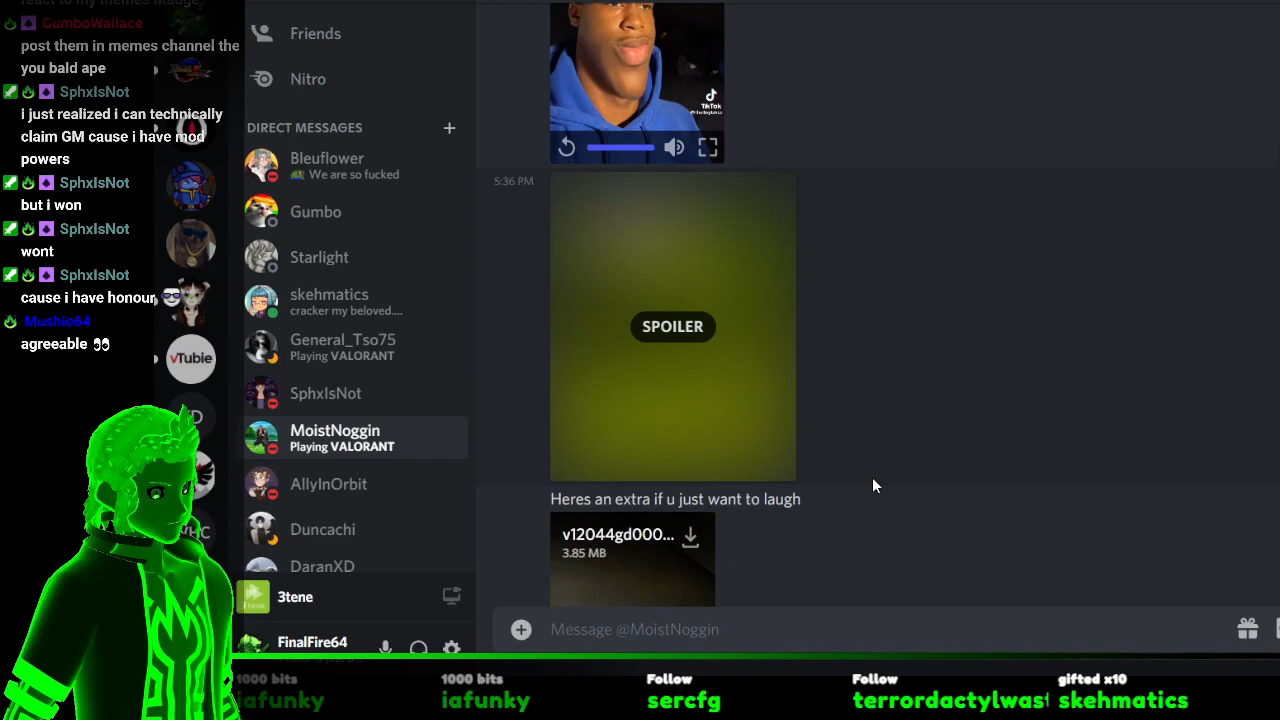 react to my memes Madge
GumboWallace
post them in memes channel the
you bald ape
SphxIsNot
i just realized i can technically
claim GM cause i have mod
powers
SphxIsNot
but i won
SphxIsNot
wont
SphxIsNot
cause i have honour
Mushie64
agreeable
vTubie
Friends
Nitro
DIRECT MESSAGES
Bleuflower
We are so fucked
Gumbo
Starlight
skehmatics
cracker my beloved....
General_Tso75
Playing VALORANT
SphxIsNot
MoistNoggin
Playing VALORANT
AllyInOrbit
Duncachi
DaranXD
3tene
FinalFire64
TikTok
5:36 PM
SPOILER
Heres an extra if u just want to laugh
v12044gd000...
3.85 MB
Message @MoistNoggin
1000 bits
iafunky
1000 bits
iafunky
Follow
sercfg
Follow
terrordactylwast
gifted x10
skehmatics